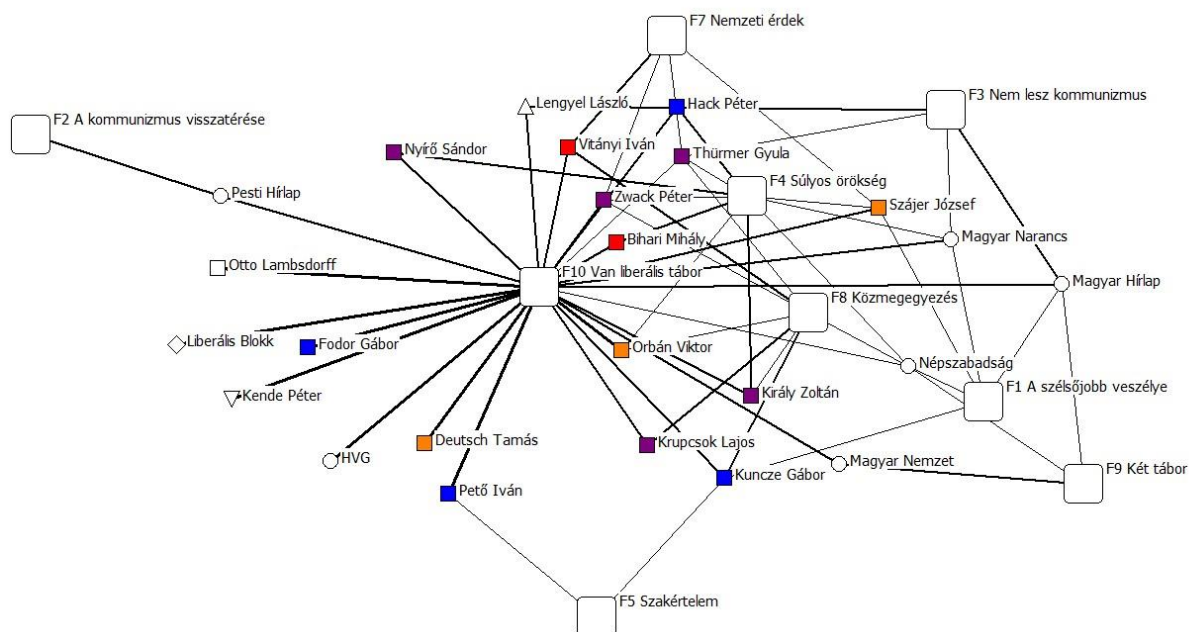 F7 Nemzeti érdek
F3 Nem lesz kommunizmus
Lengyel László
Hack Péter
F2 A kommunizmus visszatérése
Vitányi Iván
Nyírő Sándor
Thürmer Gyula
F4 Súlyos örökség
Pesti Hírlap
Zwack Péter
Szájer József
Bihari Mihály
Magyar Narancs
Otto Lambsdorff
F10 Van liberális tábor
Magyar Hírlap
F8 Közmegegyezés
Liberális Blokk
Fodor Gábor
Orbán Viktor
Népszabadság
F1 A szélsőjobb veszélye
Kende Péter
Király Zoltán
Deutsch Tamás
Krupcsok Lajos
HVG
Magyar Nemzet
F9 Két tábor
Kuncze Gábor
Pető Iván
F5 Szakértelem